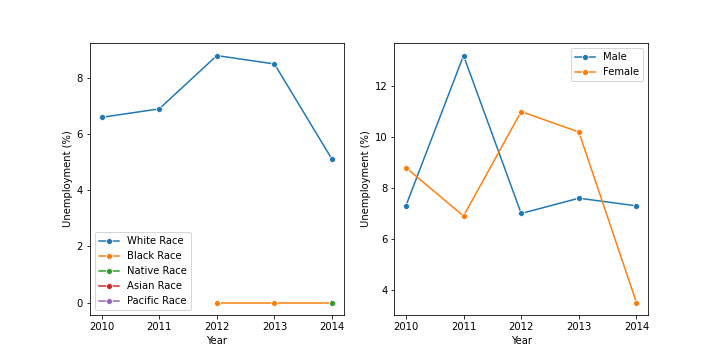 Unemployment (%)
8
6
4
2
0
2010 2011 2012 2013 2014
Year
White Race
Black Race
Native Race
Asian Race
Pacific Race
Unemployment (%)
12
10
8
6
4
2010 2011 2012 2013 2014
Year
Male
Female